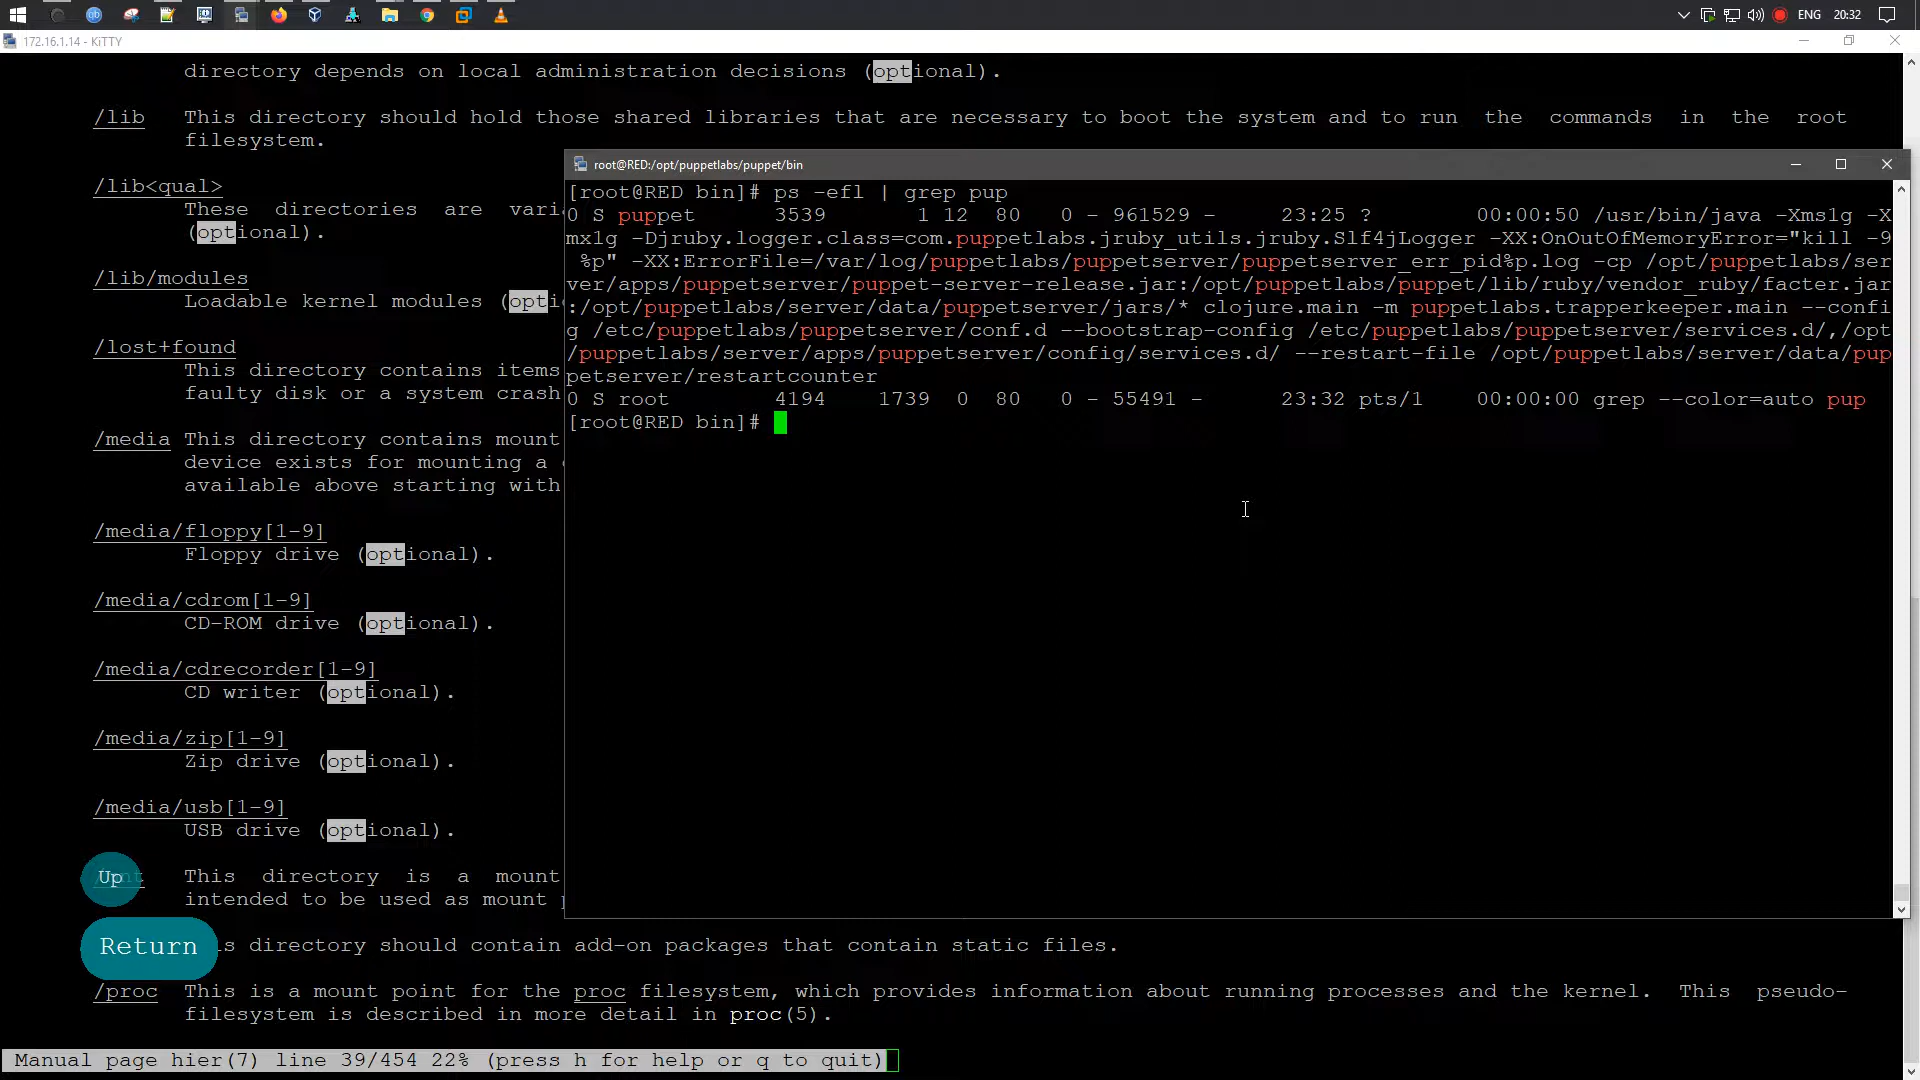 ENG 20:32
172.16.1.14 - KiTTY
directory depends on local administration decisions (optional).
/lib This directory should hold those shared libraries that are necessary to boot the system and to run the commands in the root
filesystem.
/lib<qual>
These directories are vari
(optional).
/lib/modules
Loadable kernel modules (opti
/lost+found
This directory contains items
faulty disk or a system crash
/media This directory contains mount
device exists for mounting a
available above starting with
/media/floppy[1-9]
Floppy drive (optional).
/media/cdrom[1-9]
CD-ROM drive (optional).
/media/cdrecorder[1-9]
CD writer (optional).
/media/zip[1-9]
Zip drive (optional).
/media/usb[1-9]
USB drive (optional).
This directory is a mount
intended to be used as mount
is directory should contain add-on packages that contain static files.
/proc This is a mount point for the proc filesystem, which provides information about running processes and the kernel. This pseudo-
filesystem is described in more detail in proc(5).
Manual page hier(7) line 39/454 22% (press h for help or q to quit)
Up
Return
root@RED:/opt/puppetlabs/puppet/bin
[root@RED bin]# ps -efl | grep pup
0 S puppet 3539 1 12 80 0 - 961529 - 23:25 ? 00:00:50 /usr/bin/java -Xms1g -X
mx1g -Djruby.logger.class=com.puppetlabs.jruby_utils.jruby.Slf4jLogger -XX:OnOutOfMemoryError="kill -9
%p" -XX:ErrorFile=/var/log/puppetlabs/puppetserver/puppetserver_err_pid%p.log -cp /opt/puppetlabs/ser
ver/apps/puppetserver/puppet-server-release.jar:/opt/puppetlabs/puppet/lib/ruby/vendor_ruby/facter.jar
:/opt/puppetlabs/server/data/puppetserver/jars/* clojure.main -m puppetlabs.trapperkeeper.main --confi
g /etc/puppetlabs/puppetserver/conf.d --bootstrap-config /etc/puppetlabs/puppetserver/services.d/,/opt
/puppetlabs/server/apps/puppetserver/config/services.d/ --restart-file /opt/puppetlabs/server/data/pup
petserver/restartcounter
0 S root 4194 1739 0 80 0 - 55491 - 23:32 pts/1 00:00:00 grep --color=auto pup
[root@RED bin]#